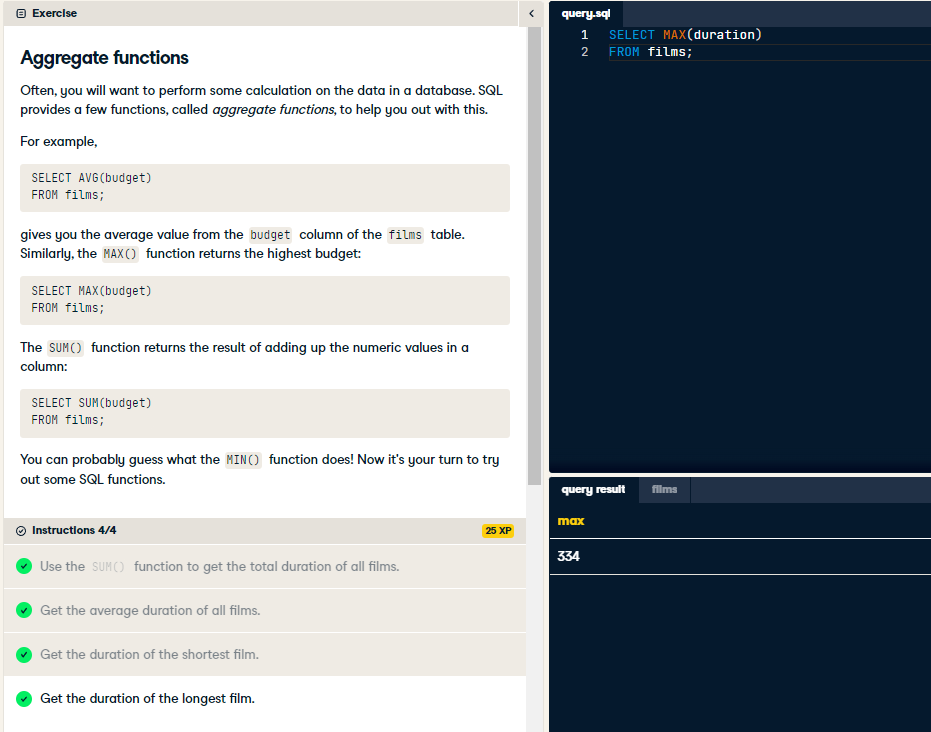 Exercise
Aggregate functions
Often, you will want to perform some calculation on the data in a database. SQL
provides a few functions, called aggregate functions, to help you out with this.
For example,
SELECT AVG(budget)
FROM films;
gives you the average value from the budget column of the films table.
Similarly, the MAX() function returns the highest budget:
SELECT MAX(budget)
FROM films;
The SUM() function returns the result of adding up the numeric values in a
column:
SELECT SUM(budget)
FROM films;
You can probably guess what the MIN() function does! Now it's your turn to try
out some SQL functions.
Instructions 4/4
25 XP
Use the SUM() function to get the total duration of all films.
Get the average duration of all films.
Get the duration of the shortest film.
Get the duration of the longest film.
query.sql
1 SELECT MAX(duration)
2 FROM films;
query result films
max
334